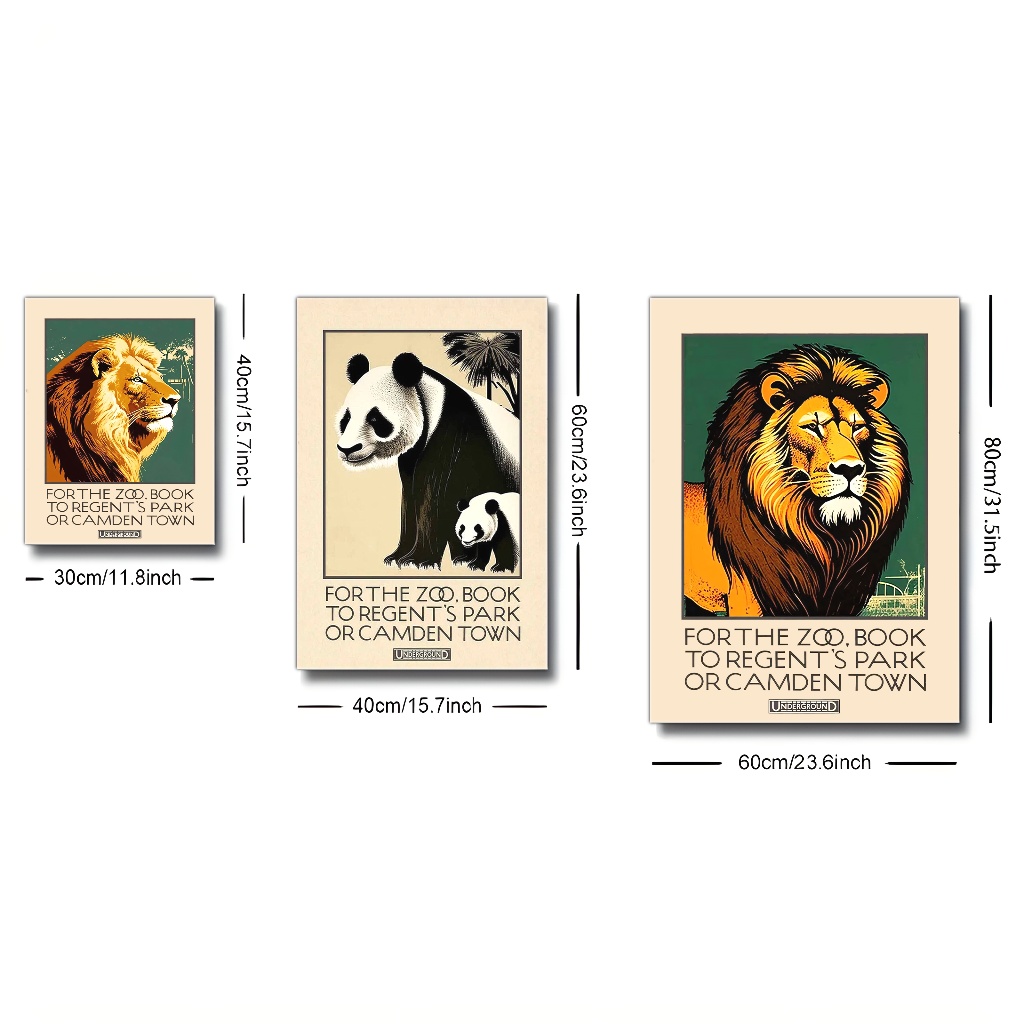 FOR THE ZOO, BOOK
TO REGENT'S PARK
OR CAMDEN TOWN
UNDERGROUND
40cm/15.7inch
30cm/11.8inch
FOR THE ZOO, BOOK
TO REGENT'S PARK
OR CAMDEN TOWN
UNDERGROUND
60cm/23.6inch
40cm/15.7inch
FOR THE ZOO, BOOK
TO REGENT'S PARK
OR CAMDEN TOWN
UNDERGROUND
80cm/31.5inch
60cm/23.6inch